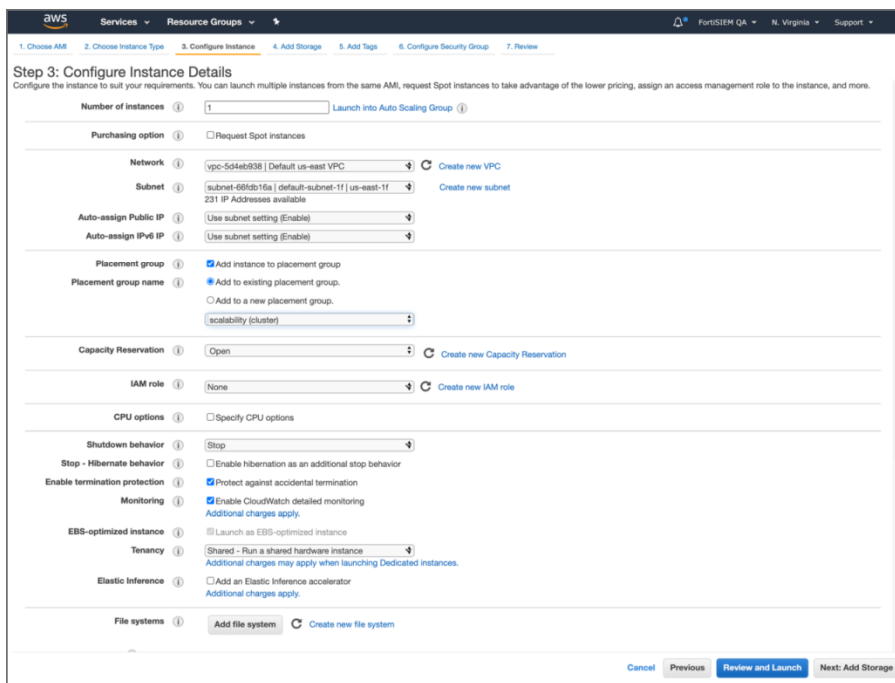 aws Services Resource Groups FortiSIEM QA N. Virginia Support
1. Choose AMI 2. Choose Instance Type 3. Configure Instance 4. Add Storage 5. Add Tags 6. Configure Security Group 7. Review
Step 3: Configure Instance Details
Configure the instance to suit your requirements. You can launch multiple instances from the same AMI, request Spot instances to take advantage of the lower pricing, assign an access management role to the instance, and more.
Number of instances 1 Launch into Auto Scaling Group
Purchasing option Request Spot instances
Network vpc-5d4eb938 | Default us-east VPC Create new VPC
Subnet subnet-66fdb16a | default-subnet-1f | us-east-1f Create new subnet
231 IP Addresses available
Auto-assign Public IP Use subnet setting (Enable)
Auto-assign IPv6 IP Use subnet setting (Enable)
Placement group Add instance to placement group
Placement group name Add to existing placement group.
Add to a new placement group.
scalability (cluster)
Capacity Reservation Open Create new Capacity Reservation
IAM role None Create new IAM role
CPU options Specify CPU options
Shutdown behavior Stop
Stop - Hibernate behavior Enable hibernation as an additional stop behavior
Enable termination protection Protect against accidental termination
Monitoring Enable CloudWatch detailed monitoring
Additional charges apply.
EBS-optimized instance Launch as EBS-optimized instance
Tenancy Shared - Run a shared hardware instance
Additional charges may apply when launching Dedicated instances.
Elastic Inference Add an Elastic Inference accelerator
Additional charges apply.
File systems Add file system Create new file system
Cancel Previous Review and Launch Next: Add Storage